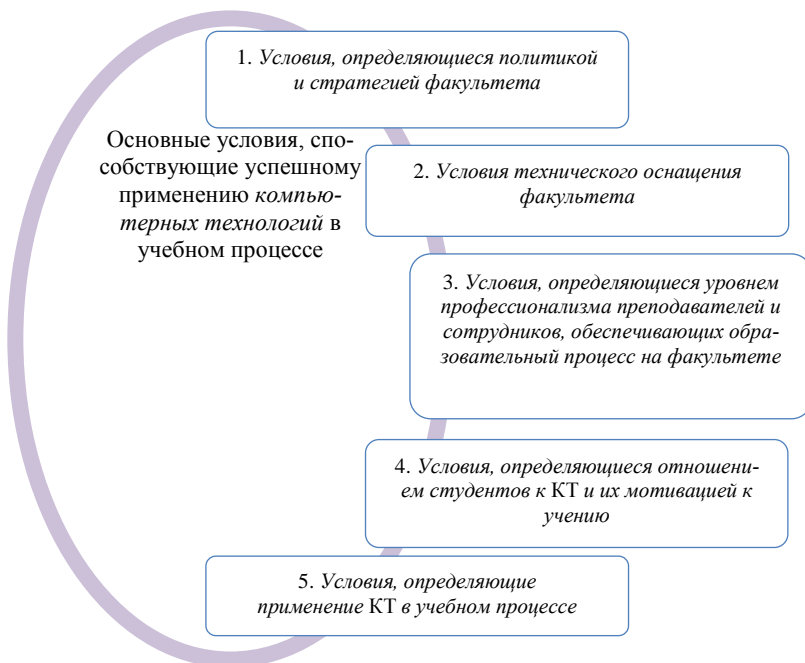 1. Условия, определяющиеся политикой
и стратегией факультета
Основные условия, спо-
собствующие успешному
применению компью-
терных технологий в
учебном процессе
2. Условия технического оснащения
факультета
3. Условия, определяющиеся уровнем
профессионализма преподавателей и
сотрудников, обеспечивающих обра-
зовательный процесс на факультете
4. Условия, определяющиеся отношени-
ем студентов к КТ и их мотивацией к
учению
5. Условия, определяющие
применение КТ в учебном процессе